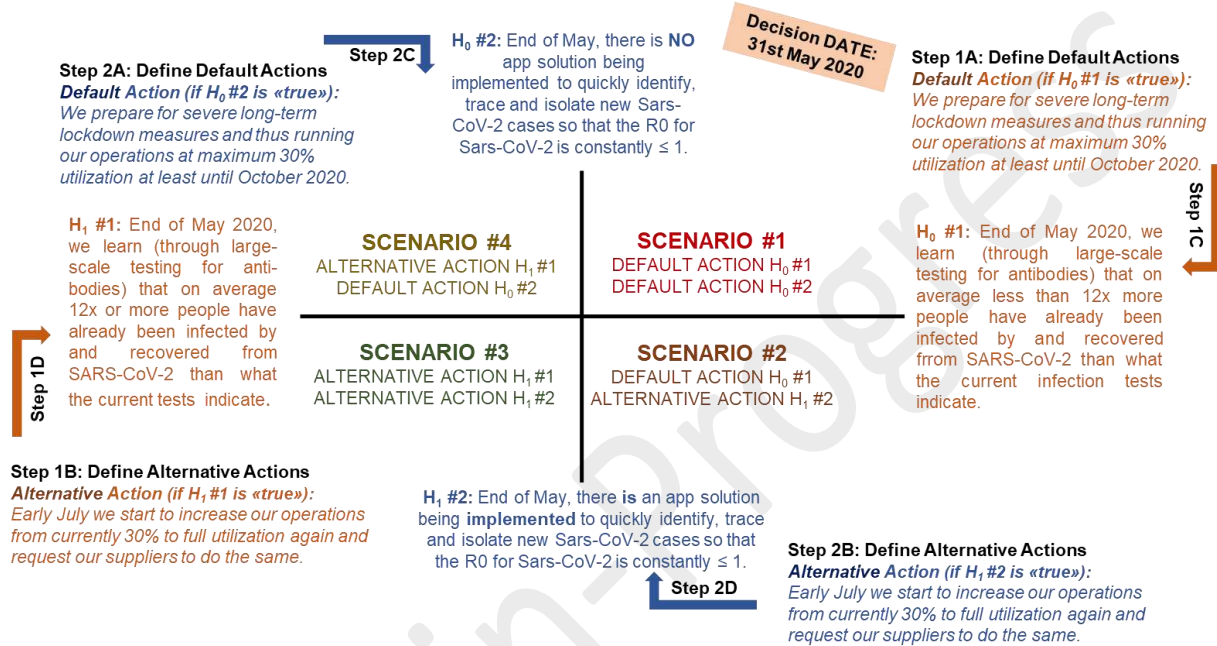 Step 2C
H₀ #2: End of May, there is NO
app solution being
implemented to quickly identify,
trace and isolate new Sars-
CoV-2 cases so that the R0 for
Sars-CoV-2 is constantly ≤ 1.
Decision DATE:
31st May 2020
Step 2A: Define Default Actions
Default Action (if H₀ #2 is «true»):
We prepare for severe long-term
lockdown measures and thus running
our operations at maximum 30%
utilization at least until October 2020.
Step 1A: Define Default Actions
Default Action (if H₀ #1 is «true»):
We prepare for severe long-term
lockdown measures and thus running
our operations at maximum 30%
utilization at least until October 2020.
Step 1C
H₁ #1: End of May 2020,
we learn (through large-
scale testing for anti-
bodies) that on average
12x or more people have
already been infected by
and recovered from
SARS-CoV-2 than what
the current tests indicate.
Step 1D
SCENARIO #4
ALTERNATIVE ACTION H₁ #1
DEFAULT ACTION H₀ #2
SCENARIO #1
DEFAULT ACTION H₀ #1
DEFAULT ACTION H₀ #2
SCENARIO #3
ALTERNATIVE ACTION H₁ #1
ALTERNATIVE ACTION H₁ #2
SCENARIO #2
DEFAULT ACTION H₀ #1
ALTERNATIVE ACTION H₁ #2
H₀ #1: End of May 2020, we
learn (through large-scale
testing for antibodies) that on
average less than 12x more
people have already been
infected by and recovered
frrom SARS-CoV-2 than what
the current infection tests
indicate.
Step 1B: Define Alternative Actions
Alternative Action (if H₁ #1 is «true»):
Early July we start to increase our operations
from currently 30% to full utilization again and
request our suppliers to do the same.
H₁ #2: End of May, there is an app solution
being implemented to quickly identify, trace
and isolate new Sars-CoV-2 cases so that
the R0 for Sars-CoV-2 is constantly ≤ 1.
Step 2D
Step 2B: Define Alternative Actions
Alternative Action (if H₁ #2 is «true»):
Early July we start to increase our operations
from currently 30% to full utilization again and
request our suppliers to do the same.
in-Progress